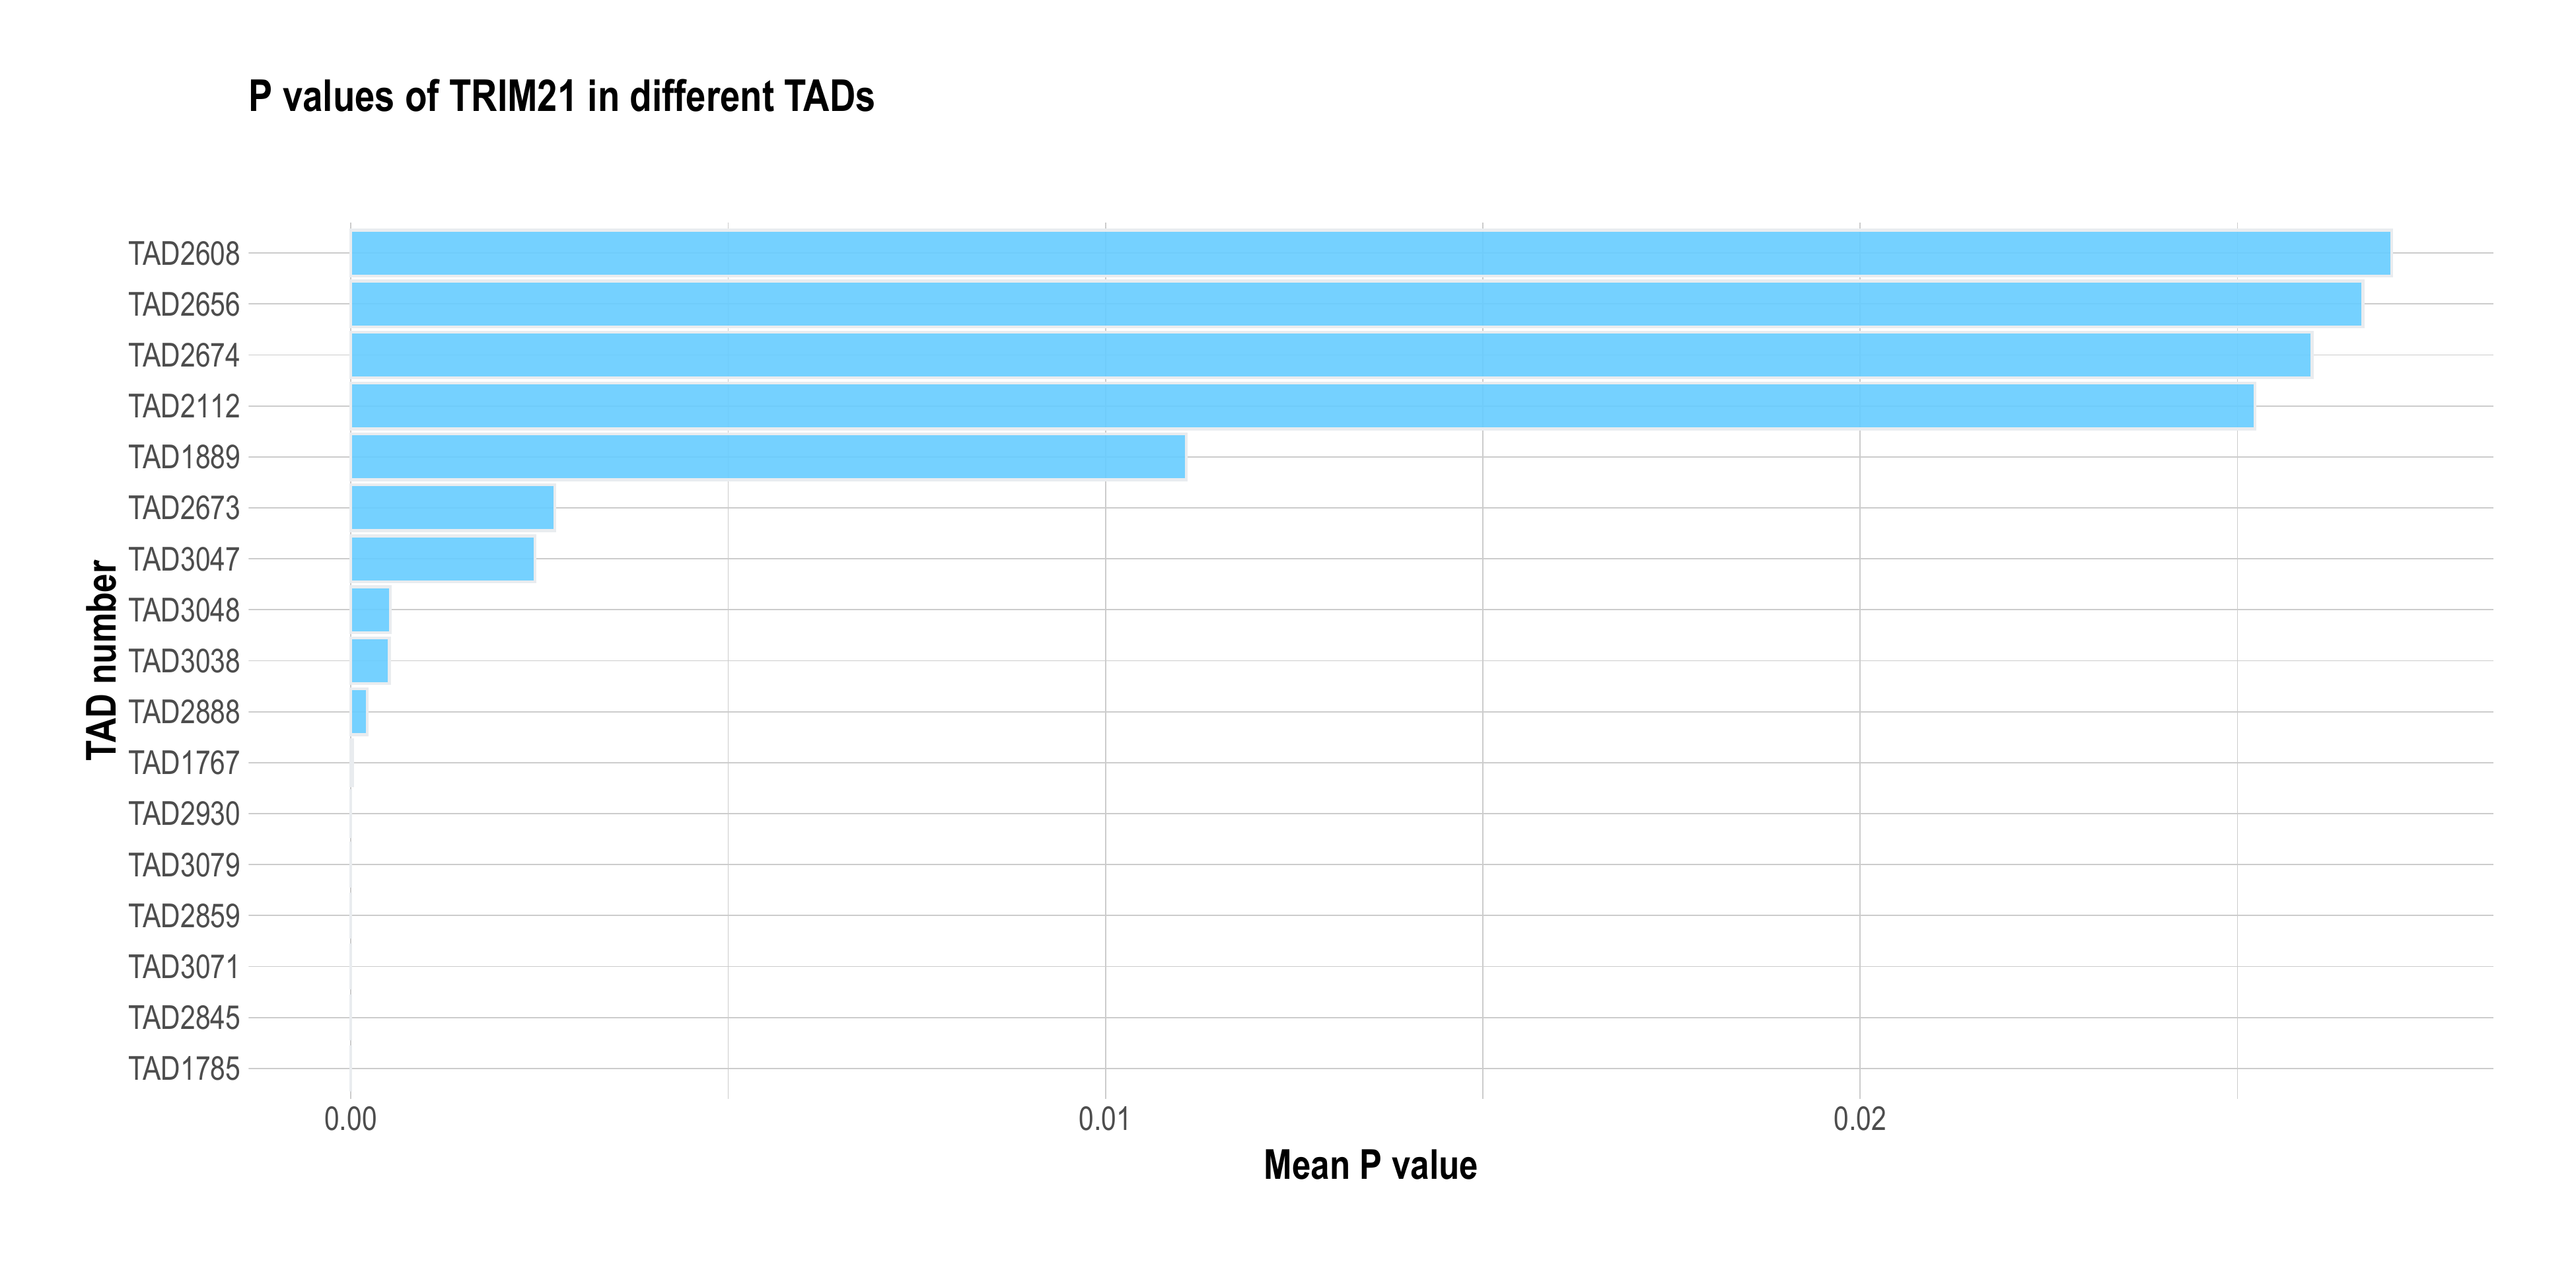 P values of TRIM21 in different TADs
TAD2608
TAD2656
TAD2674
TAD2112
TAD1889
TAD2673
TAD3047
TAD3048
TAD3038
TAD2888
TAD1767
TAD2930
TAD3079
TAD2859
TAD3071
TAD2845
TAD1785
TAD number
0.00 0.01 0.02
Mean P value